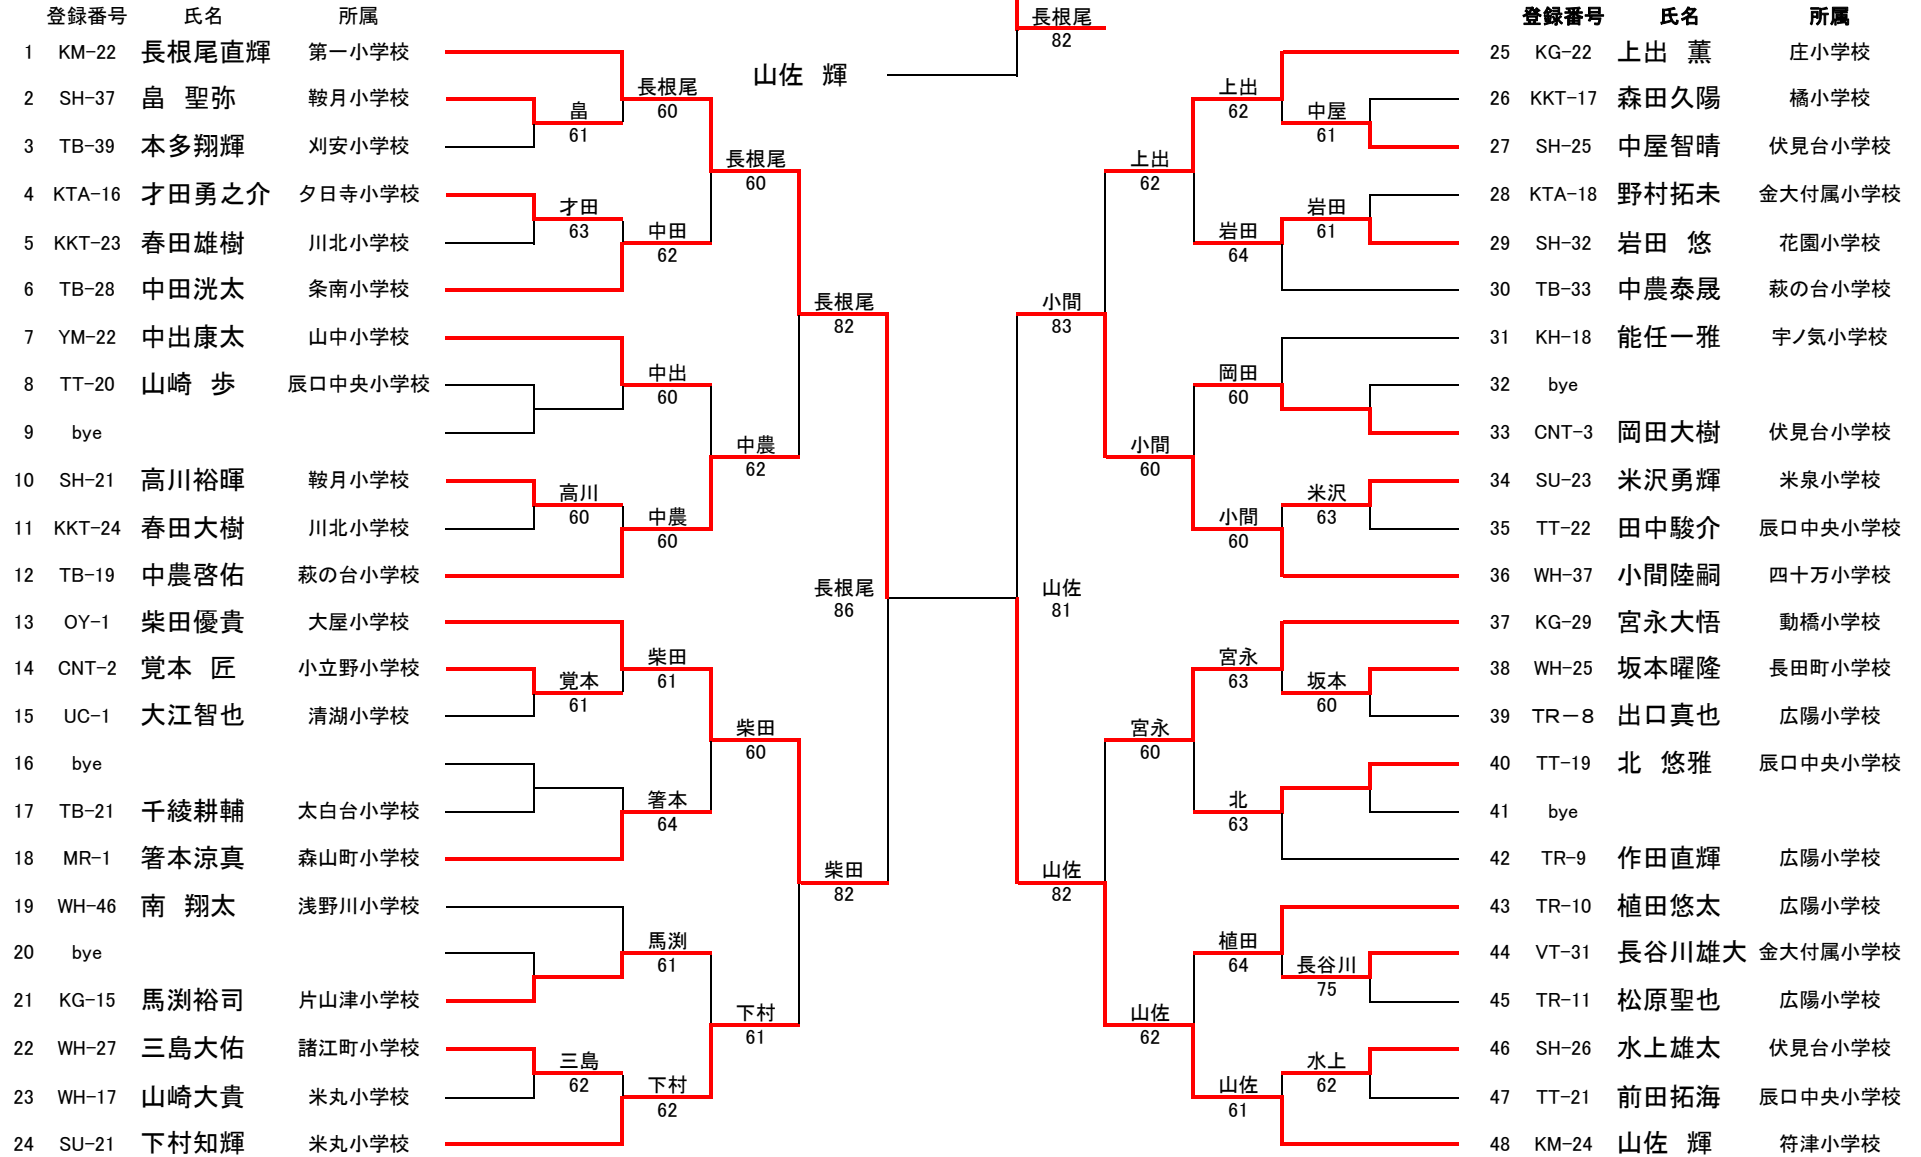 登録番号 氏名 所属
1 KM-22 長根尾直輝 第一小学校
2 SH-37 畠 聖弥 鞍月小学校
3 TB-39 本多翔輝 刈安小学校
4 KTA-16 才田勇之介 夕日寺小学校
5 KKT-23 春田雄樹 川北小学校
6 TB-28 中田洸太 条南小学校
7 YM-22 中出康太 山中小学校
8 TT-20 山崎 歩 辰口中央小学校
9 bye
10 SH-21 高川裕暉 鞍月小学校
11 KKT-24 春田大樹 川北小学校
12 TB-19 中農啓佑 萩の台小学校
13 OY-1 柴田優貴 大屋小学校
14 CNT-2 覚本 匠 小立野小学校
15 UC-1 大江智也 清湖小学校
16 bye
17 TB-21 千綾耕輔 太白台小学校
18 MR-1 箸本涼真 森山町小学校
19 WH-46 南 翔太 浅野川小学校
20 bye
21 KG-15 馬渕裕司 片山津小学校
22 WH-27 三島大佑 諸江町小学校
23 WH-17 山崎大貴 米丸小学校
24 SU-21 下村知輝 米丸小学校
畠
61
才田
63
高川
60
覚本
61
三島
62
長根尾
60
中田
62
中出
60
中農
60
柴田
61
箸本
64
馬渕
61
下村
62
長根尾
60
中農
62
柴田
60
下村
61
長根尾
82
柴田
82
長根尾
86
山佐 輝
長根尾
82
山佐
81
小間
83
山佐
82
上出
62
小間
60
宮永
60
山佐
62
上出
62
岩田
64
岡田
60
小間
60
宮永
63
北
63
植田
64
山佐
61
中屋
61
岩田
61
米沢
63
坂本
60
長谷川
75
水上
62
登録番号 氏名 所属
25 KG-22 上出 薫 庄小学校
26 KKT-17 森田久陽 橘小学校
27 SH-25 中屋智晴 伏見台小学校
28 KTA-18 野村拓未 金大付属小学校
29 SH-32 岩田 悠 花園小学校
30 TB-33 中農泰晟 萩の台小学校
31 KH-18 能任一雅 宇ノ気小学校
32 bye
33 CNT-3 岡田大樹 伏見台小学校
34 SU-23 米沢勇輝 米泉小学校
35 TT-22 田中駿介 辰口中央小学校
36 WH-37 小間陸嗣 四十万小学校
37 KG-29 宮永大悟 動橋小学校
38 WH-25 坂本曜隆 長田町小学校
39 TR－8 出口真也 広陽小学校
40 TT-19 北 悠雅 辰口中央小学校
41 bye
42 TR-9 作田直輝 広陽小学校
43 TR-10 植田悠太 広陽小学校
44 VT-31 長谷川雄大 金大付属小学校
45 TR-11 松原聖也 広陽小学校
46 SH-26 水上雄太 伏見台小学校
47 TT-21 前田拓海 辰口中央小学校
48 KM-24 山佐 輝 符津小学校